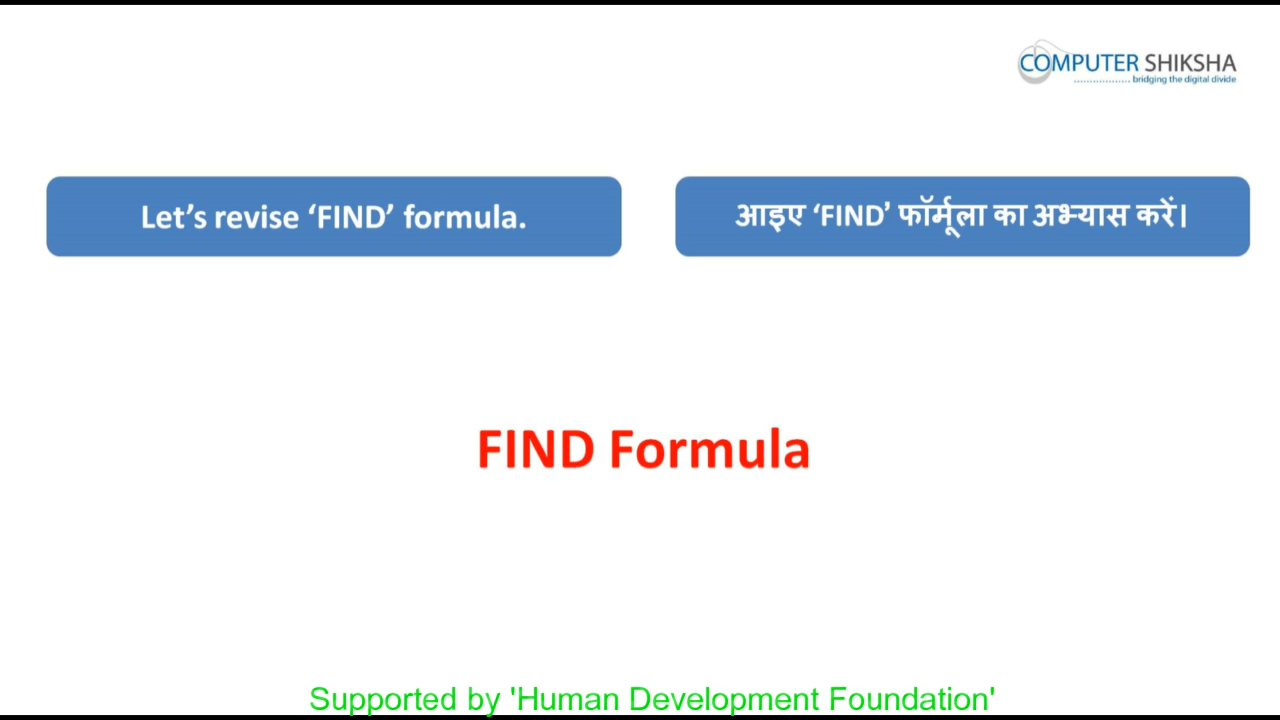 COMPUTER SHIKSHA
.................. bridging the digital divide
Let’s revise ‘FIND’ formula.
आइए ‘FIND’ फॉर्मूला का अभ्यास करें।
FIND Formula
Supported by 'Human Development Foundation'